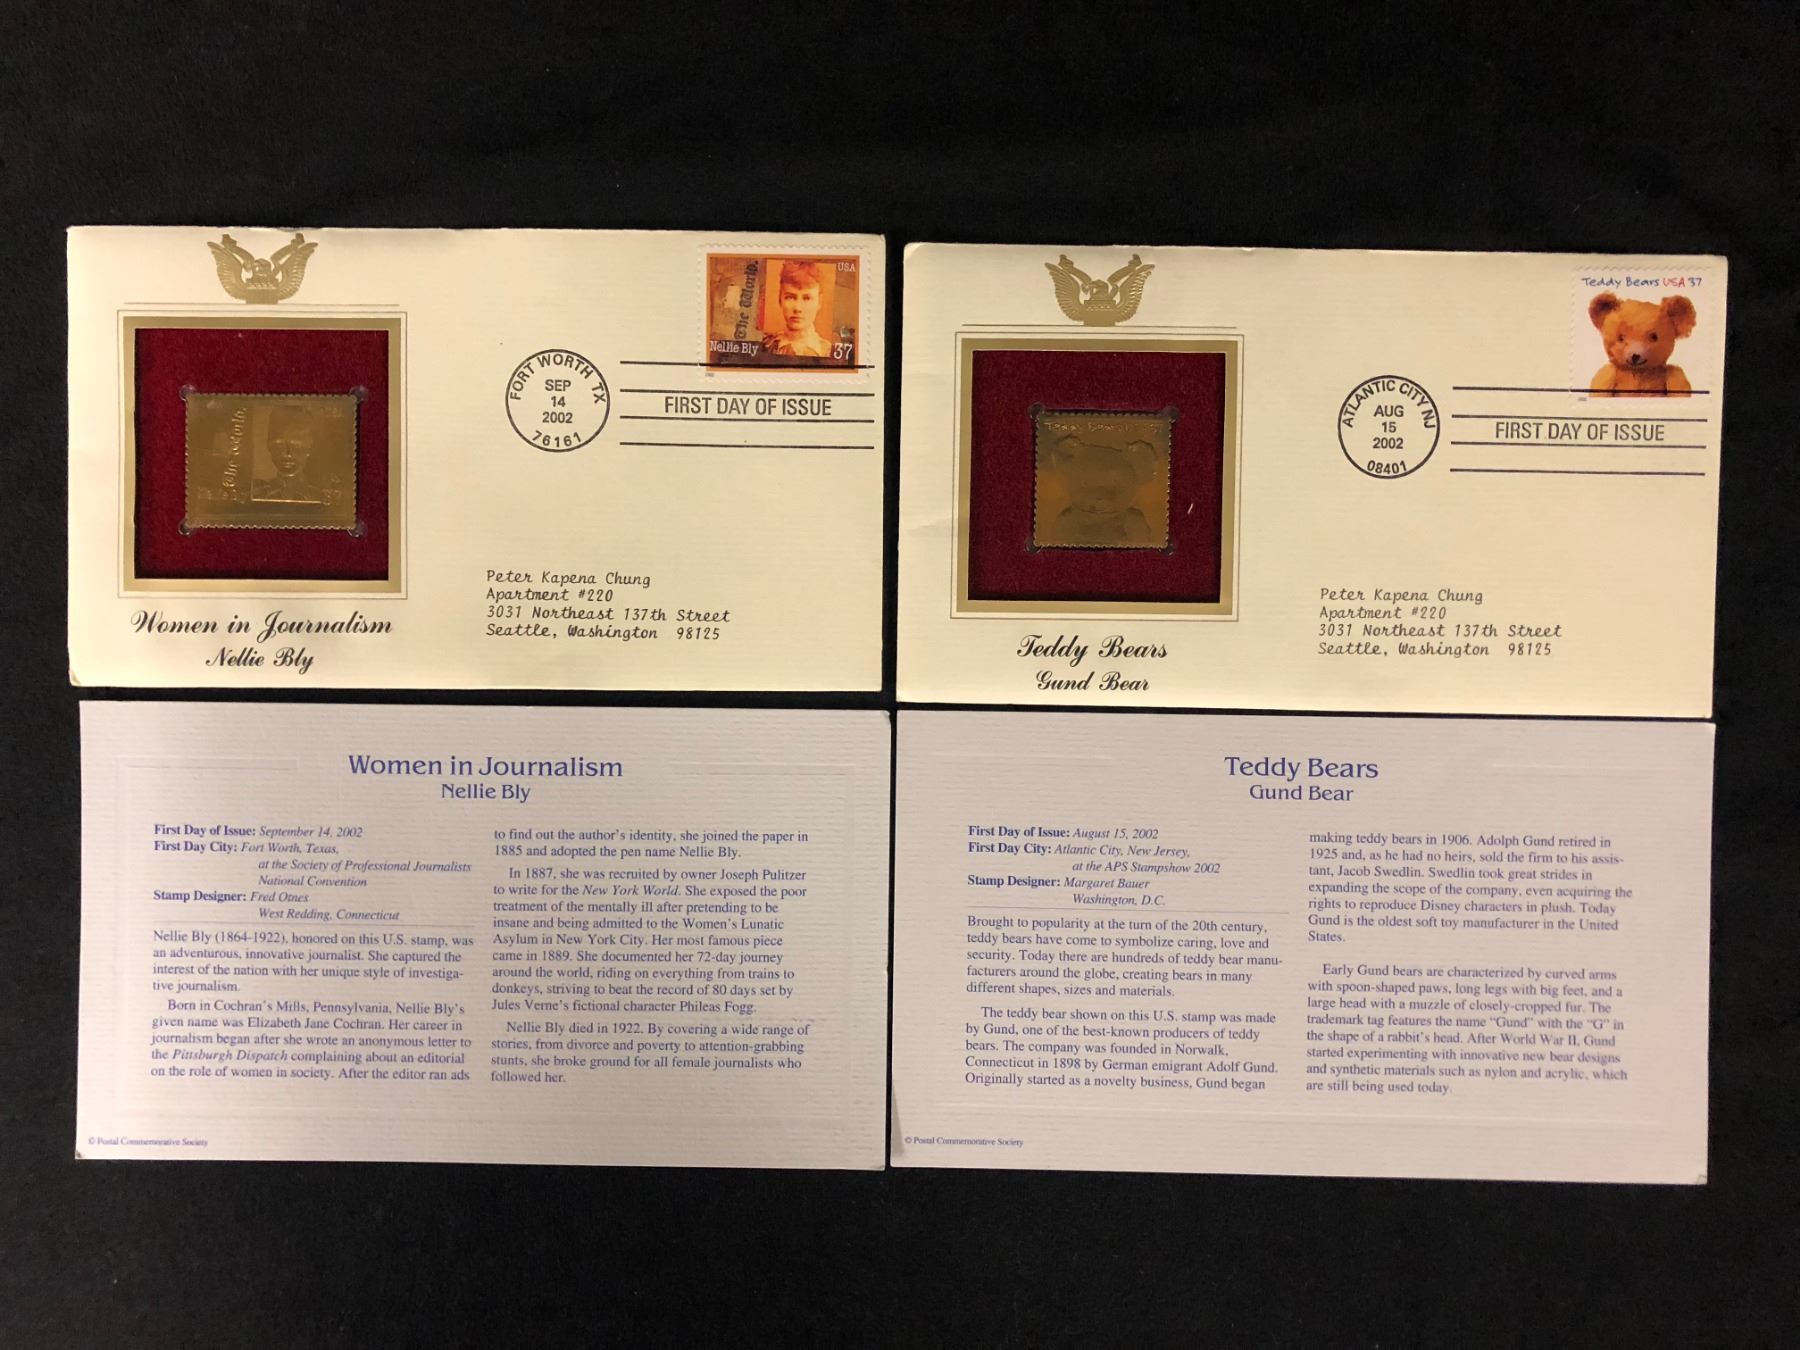 The World.
USA
Nellie Bly
37
FORT WORTH TX
SEP
14
2002
76161
FIRST DAY OF ISSUE
The World.
Nellie Bly
37
Peter Kapena Chung
Apartment #220
3031 Northeast 137th Street
Seattle, Washington 98125
Women in Journalism
Nellie Bly
Teddy Bears USA 37
ATLANTIC CITY NJ
AUG
15
2002
08401
FIRST DAY OF ISSUE
Teddy Bears 37
Peter Kapena Chung
Apartment #220
3031 Northeast 137th Street
Seattle, Washington 98125
Teddy Bears
Gund Bear
Women in Journalism
Nellie Bly
First Day of Issue: September 14, 2002
First Day City: Fort Worth, Texas,
at the Society of Professional Journalists
National Convention
Stamp Designer: Fred Otnes
West Redding, Connecticut
Nellie Bly (1864-1922), honored on this U.S. stamp, was
an adventurous, innovative journalist. She captured the
interest of the nation with her unique style of investiga-
tive journalism.
Born in Cochran's Mills, Pennsylvania, Nellie Bly's
given name was Elizabeth Jane Cochran. Her career in
journalism began after she wrote an anonymous letter to
the Pittsburgh Dispatch complaining about an editorial
on the role of women in society. After the editor ran ads
to find out the author's identity, she joined the paper in
1885 and adopted the pen name Nellie Bly.
In 1887, she was recruited by owner Joseph Pulitzer
to write for the New York World. She exposed the poor
treatment of the mentally ill after pretending to be
insane and being admitted to the Women's Lunatic
Asylum in New York City. Her most famous piece
came in 1889. She documented her 72-day journey
around the world, riding on everything from trains to
donkeys, striving to beat the record of 80 days set by
Jules Verne's fictional character Phileas Fogg.
Nellie Bly died in 1922. By covering a wide range of
stories, from divorce and poverty to attention-grabbing
stunts, she broke ground for all female journalists who
followed her.
© Postal Commemorative Society
Teddy Bears
Gund Bear
First Day of Issue: August 15, 2002
First Day City: Atlantic City, New Jersey,
at the APS Stampshow 2002
Stamp Designer: Margaret Bauer
Washington, D.C.
Brought to popularity at the turn of the 20th century,
teddy bears have come to symbolize caring, love and
security. Today there are hundreds of teddy bear manu-
facturers around the globe, creating bears in many
different shapes, sizes and materials.
The teddy bear shown on this U.S. stamp was made
by Gund, one of the best-known producers of teddy
bears. The company was founded in Norwalk,
Connecticut in 1898 by German emigrant Adolf Gund.
Originally started as a novelty business, Gund began
making teddy bears in 1906. Adolph Gund retired in
1925 and, as he had no heirs, sold the firm to his assis-
tant, Jacob Swedlin. Swedlin took great strides in
expanding the scope of the company, even acquiring the
rights to reproduce Disney characters in plush. Today
Gund is the oldest soft toy manufacturer in the United
States.
Early Gund bears are characterized by curved arms
with spoon-shaped paws, long legs with big feet, and a
large head with a muzzle of closely-cropped fur. The
trademark tag features the name "Gund" with the "G" in
the shape of a rabbit's head. After World War II, Gund
started experimenting with innovative new bear designs
and synthetic materials such as nylon and acrylic, which
are still being used today.
© Postal Commemorative Society